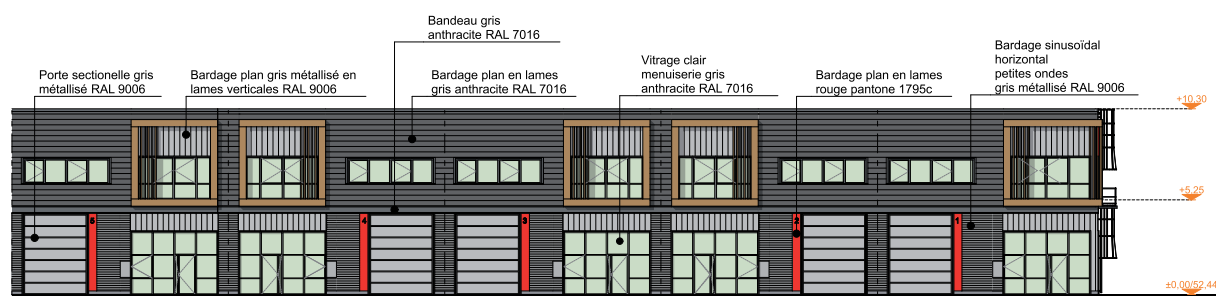 Bandeau gris
anthracite RAL 7016
Porte sectionelle gris
métallisé RAL 9006
Bardage plan gris métallisé en
lames verticales RAL 9006
Bardage plan en lames
gris anthracite RAL 7016
Vitrage clair
menuiserie gris
anthracite RAL 7016
Bardage plan en lames
rouge pantone 1795c
Bardage sinusoïdal
horizontal
petites ondes
gris métallisé RAL 9006
+10,30
+5,25
5
4
3
2
1
±0,00/52,44